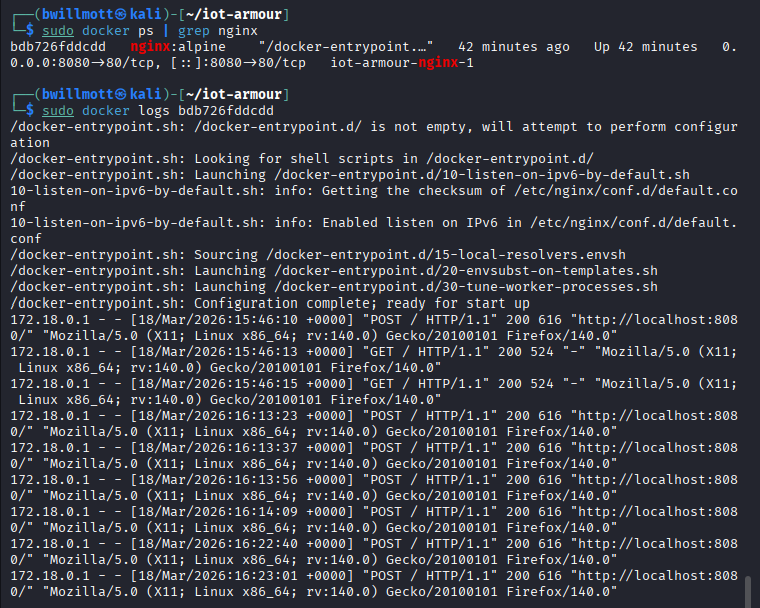 ┌──(bwillmott㉿kali)-[~/iot-armour]
└─$ sudo docker ps | grep nginx
bdb726fddcdd   nginx:alpine   "/docker-entrypoint.…"   42 minutes ago   Up 42 minutes   0.
0.0.0:8080→80/tcp, [::]:8080→80/tcp   iot-armour-nginx-1
┌──(bwillmott㉿kali)-[~/iot-armour]
└─$ sudo docker logs bdb726fddcdd
/docker-entrypoint.sh: /docker-entrypoint.d/ is not empty, will attempt to perform configur
ation
/docker-entrypoint.sh: Looking for shell scripts in /docker-entrypoint.d/
/docker-entrypoint.sh: Launching /docker-entrypoint.d/10-listen-on-ipv6-by-default.sh
10-listen-on-ipv6-by-default.sh: info: Getting the checksum of /etc/nginx/conf.d/default.co
nf
10-listen-on-ipv6-by-default.sh: info: Enabled listen on IPv6 in /etc/nginx/conf.d/default.
conf
/docker-entrypoint.sh: Sourcing /docker-entrypoint.d/15-local-resolvers.envsh
/docker-entrypoint.sh: Launching /docker-entrypoint.d/20-envsubst-on-templates.sh
/docker-entrypoint.sh: Launching /docker-entrypoint.d/30-tune-worker-processes.sh
/docker-entrypoint.sh: Configuration complete; ready for start up
172.18.0.1 - - [18/Mar/2026:15:46:10 +0000] "POST / HTTP/1.1" 200 616 "http://localhost:808
0/" "Mozilla/5.0 (X11; Linux x86_64; rv:140.0) Gecko/20100101 Firefox/140.0"
172.18.0.1 - - [18/Mar/2026:15:46:13 +0000] "GET / HTTP/1.1" 200 524 "-" "Mozilla/5.0 (X11;
 Linux x86_64; rv:140.0) Gecko/20100101 Firefox/140.0"
172.18.0.1 - - [18/Mar/2026:15:46:15 +0000] "GET / HTTP/1.1" 200 524 "-" "Mozilla/5.0 (X11;
 Linux x86_64; rv:140.0) Gecko/20100101 Firefox/140.0"
172.18.0.1 - - [18/Mar/2026:16:13:23 +0000] "POST / HTTP/1.1" 200 616 "http://localhost:808
0/" "Mozilla/5.0 (X11; Linux x86_64; rv:140.0) Gecko/20100101 Firefox/140.0"
172.18.0.1 - - [18/Mar/2026:16:13:37 +0000] "POST / HTTP/1.1" 200 616 "http://localhost:808
0/" "Mozilla/5.0 (X11; Linux x86_64; rv:140.0) Gecko/20100101 Firefox/140.0"
172.18.0.1 - - [18/Mar/2026:16:13:56 +0000] "POST / HTTP/1.1" 200 616 "http://localhost:808
0/" "Mozilla/5.0 (X11; Linux x86_64; rv:140.0) Gecko/20100101 Firefox/140.0"
172.18.0.1 - - [18/Mar/2026:16:14:09 +0000] "POST / HTTP/1.1" 200 616 "http://localhost:808
0/" "Mozilla/5.0 (X11; Linux x86_64; rv:140.0) Gecko/20100101 Firefox/140.0"
172.18.0.1 - - [18/Mar/2026:16:22:40 +0000] "POST / HTTP/1.1" 200 616 "http://localhost:808
0/" "Mozilla/5.0 (X11; Linux x86_64; rv:140.0) Gecko/20100101 Firefox/140.0"
172.18.0.1 - - [18/Mar/2026:16:23:01 +0000] "POST / HTTP/1.1" 200 616 "http://localhost:808
0/" "Mozilla/5.0 (X11; Linux x86_64; rv:140.0) Gecko/20100101 Firefox/140.0"